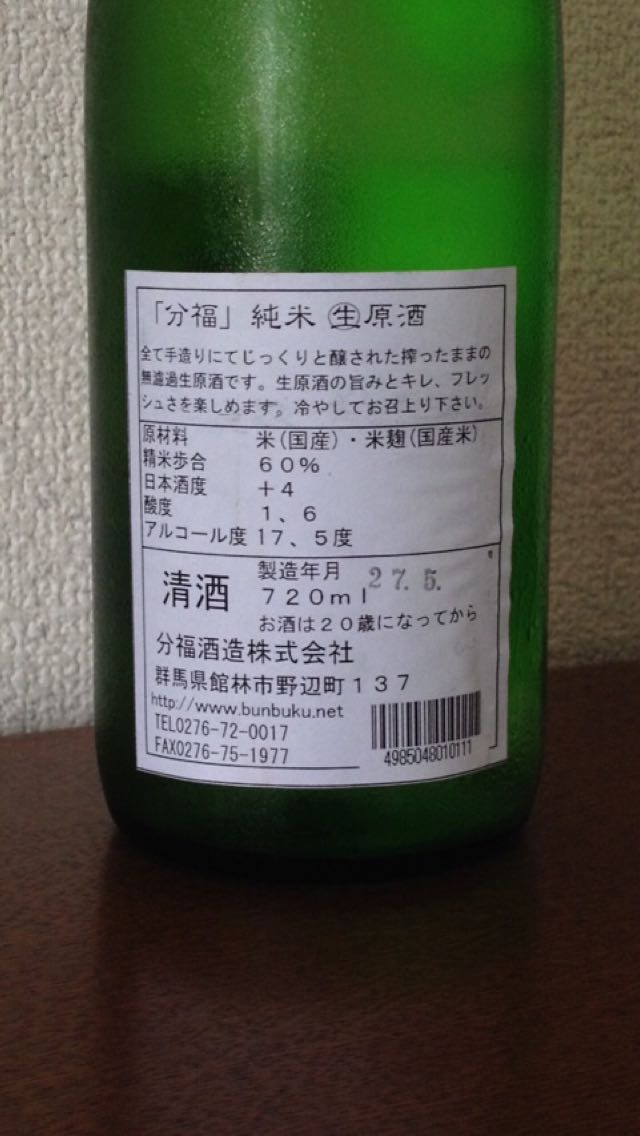 「分福」純米 ㊡生原酒
全て手造りにてじっくりと醸された搾ったままの
無濾過生原酒です。生原酒の旨みとキレ、フレッ
シュさを楽しめます。冷やしてお召上り下さい。
原材料 米(国産)・米麹(国産米)
精米歩合 60%
日本酒度 +4
酸度 1、6
アルコール度 17、5度
清酒 製造年月 27.5.
720ml
お酒は20歳になってから
分福酒造株式会社
群馬県館林市野辺町137
http://www.bunbuku.net
TEL0276-72-0017
FAX0276-75-1977
4985048010111